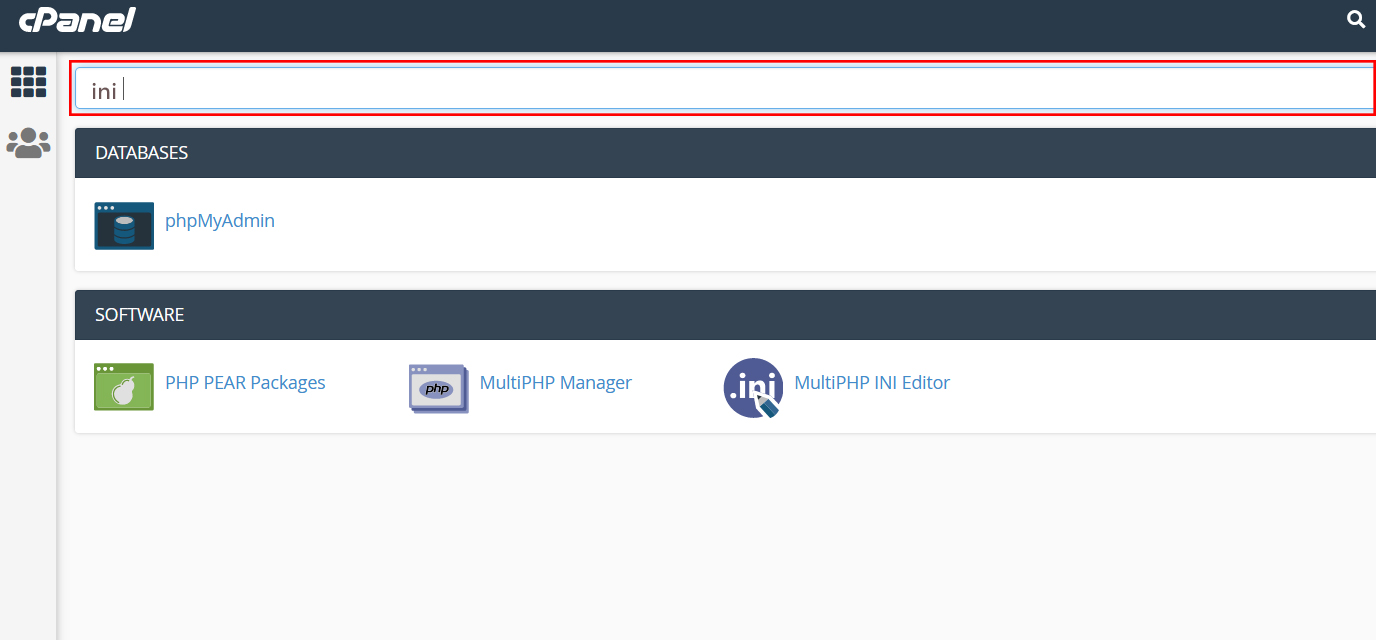 cPanel
ini
DATABASES
phpMyAdmin
SOFTWARE
PHP PEAR Packages
php
MultiPHP Manager
.ini
MultiPHP INI Editor